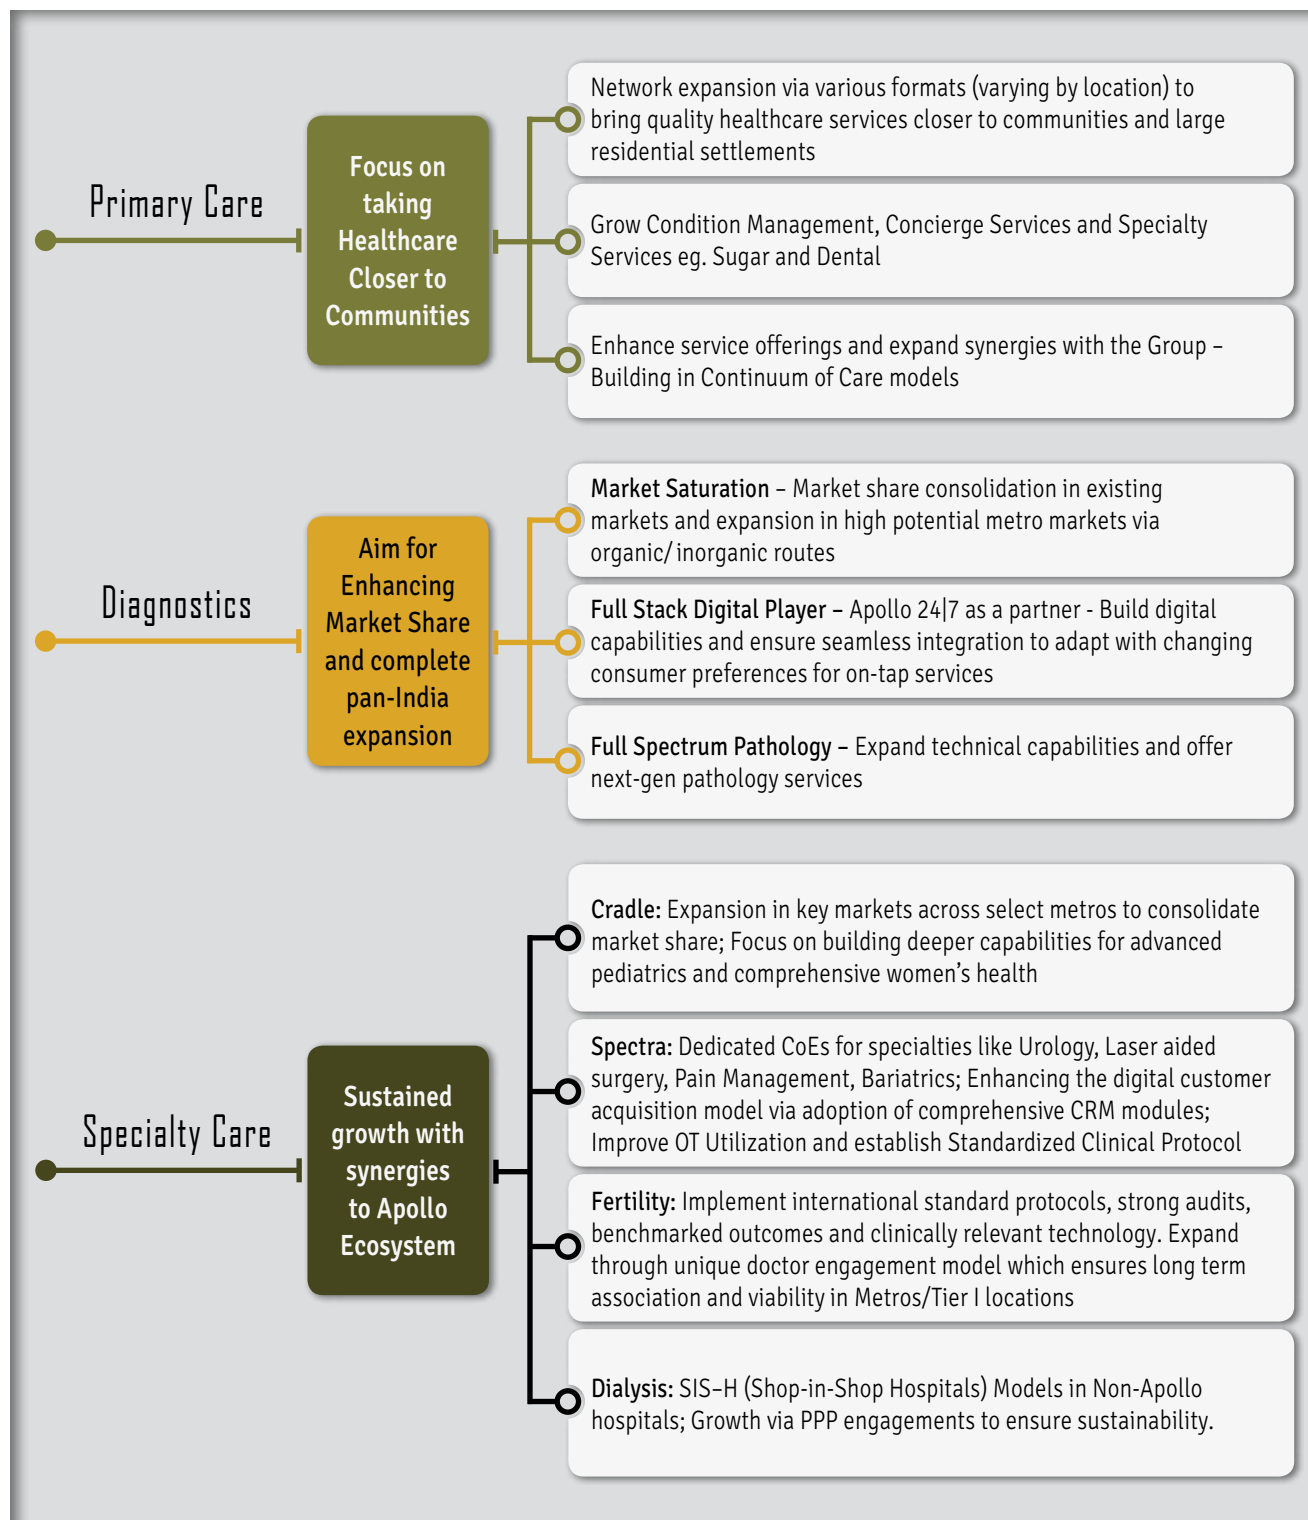 Primary Care
Focus on
taking
Healthcare
Closer to
Communities
Network expansion via various formats (varying by location) to
bring quality healthcare services closer to communities and large
residential settlements
Grow Condition Management, Concierge Services and Specialty
Services eg. Sugar and Dental
Enhance service offerings and expand synergies with the Group –
Building in Continuum of Care models
Diagnostics
Aim for
Enhancing
Market Share
and complete
pan-India
expansion
Market Saturation – Market share consolidation in existing
markets and expansion in high potential metro markets via
organic/ inorganic routes
Full Stack Digital Player – Apollo 24|7 as a partner - Build digital
capabilities and ensure seamless integration to adapt with changing
consumer preferences for on-tap services
Full Spectrum Pathology – Expand technical capabilities and offer
next-gen pathology services
Specialty Care
Sustained
growth with
synergies
to Apollo
Ecosystem
Cradle: Expansion in key markets across select metros to consolidate
market share; Focus on building deeper capabilities for advanced
pediatrics and comprehensive women's health
Spectra: Dedicated CoEs for specialties like Urology, Laser aided
surgery, Pain Management, Bariatrics; Enhancing the digital customer
acquisition model via adoption of comprehensive CRM modules;
Improve OT Utilization and establish Standardized Clinical Protocol
Fertility: Implement international standard protocols, strong audits,
benchmarked outcomes and clinically relevant technology. Expand
through unique doctor engagement model which ensures long term
association and viability in Metros/Tier I locations
Dialysis: SIS–H (Shop-in-Shop Hospitals) Models in Non-Apollo
hospitals; Growth via PPP engagements to ensure sustainability.